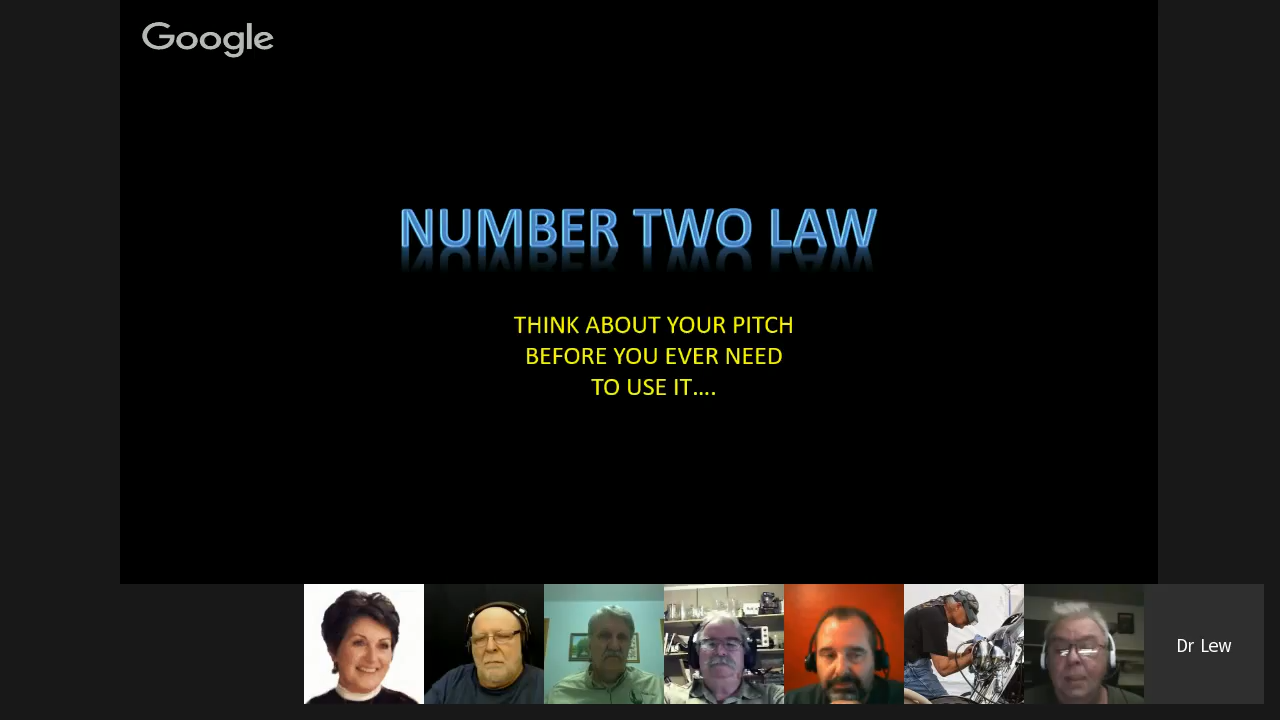 Google
NUMBER TWO LAW
THINK ABOUT YOUR PITCH
BEFORE YOU EVER NEED
TO USE IT....
Dr Lew